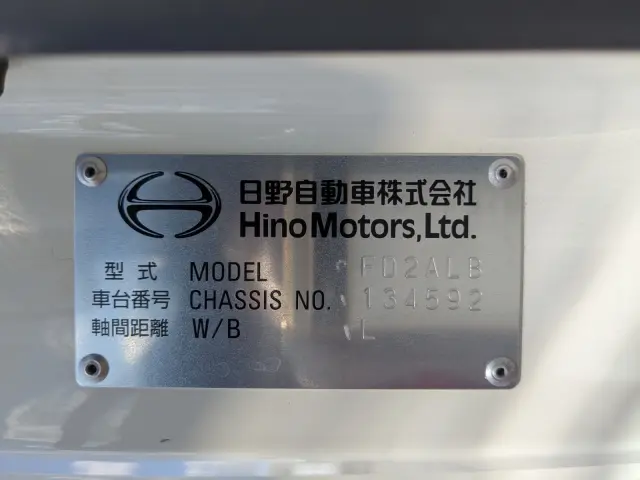 日野自動車株式会社
Hino Motors, Ltd.
型式 MODEL FD2ALB
車台番号 CHASSIS NO. 134592
軸間距離 W/B L